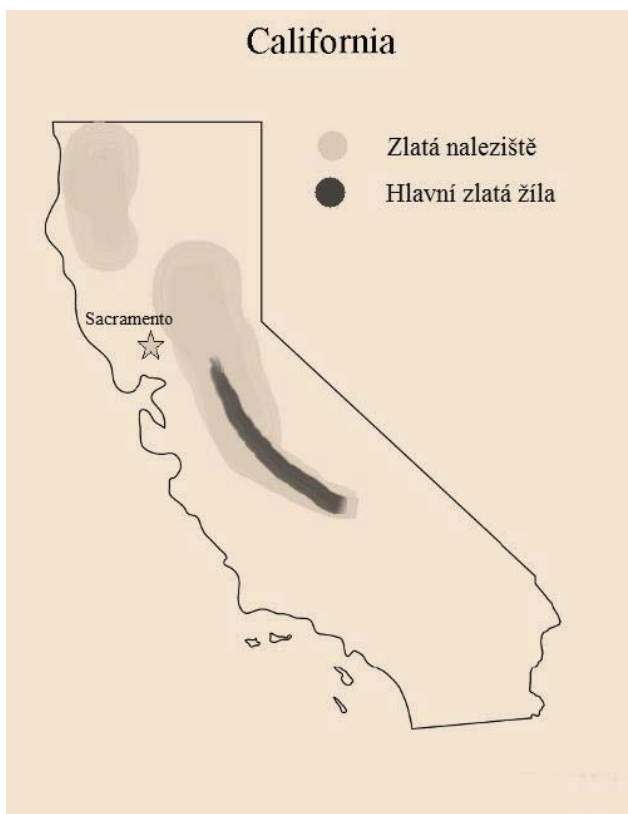 California
Zlatá naleziště
Hlavní zlatá žíla
Sacramento